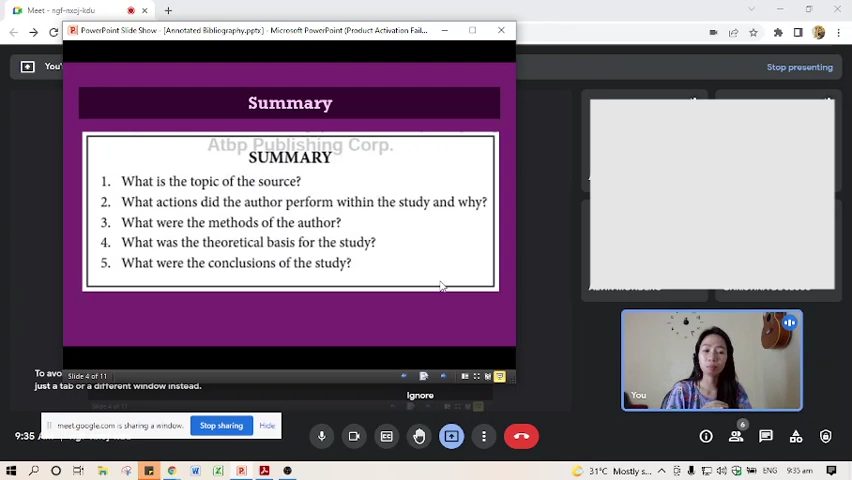 Meet - ngf-nxoj-kdu
PowerPoint Slide Show - [Annotated Bibliography.pptx] - Microsoft PowerPoint (Product Activation Fail...
Stop presenting
Summary
Atbp Publishing Corp.
SUMMARY
1. What is the topic of the source?
2. What actions did the author perform within the study and why?
3. What were the methods of the author?
4. What was the theoretical basis for the study?
5. What were the conclusions of the study?
To avo
just a tab or a different window instead.
Slide 4 of 11
Ignore
You
meet.google.com is sharing a window.
Stop sharing
Hide
9:35
6
31°C Mostly s...
ENG
9:35 am